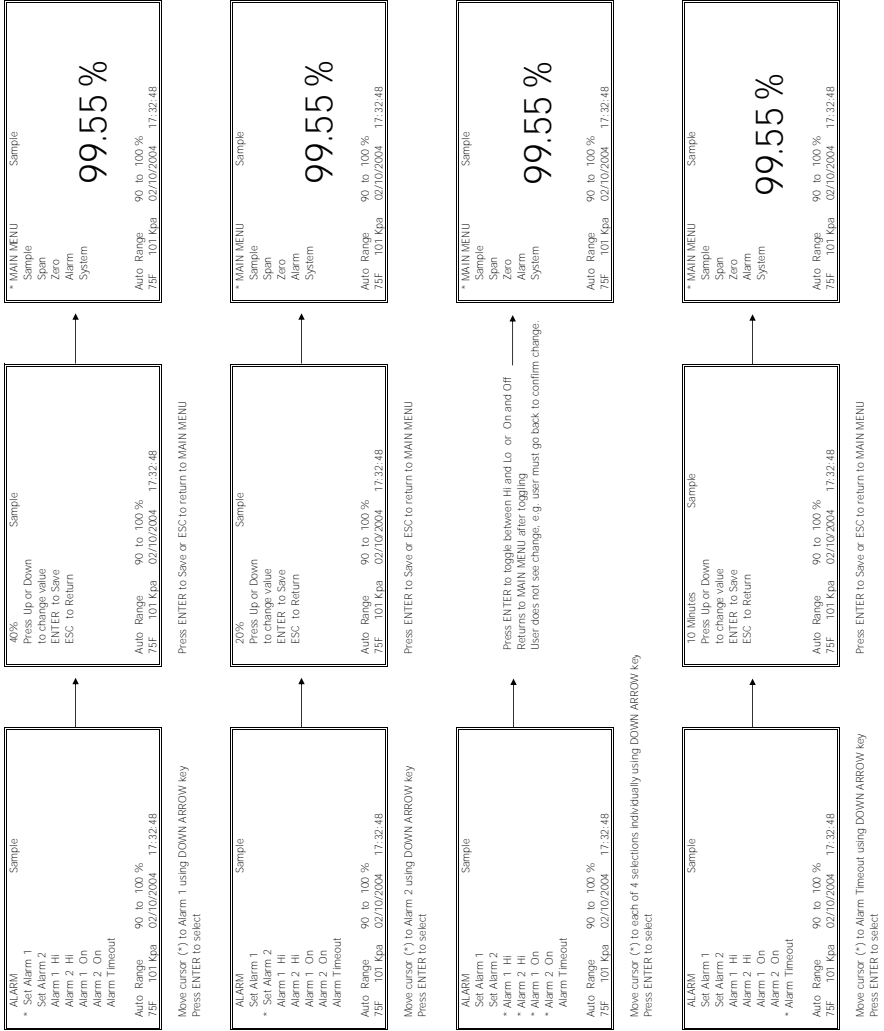 ALARM Sample
* Set Alarm 1
Set Alarm 2
Alarm 1 Hi
Alarm 2 Hi
Alarm 1 On
Alarm 2 On
Alarm Timeout
Auto Range 90 to 100 %
75F 101 Kpa 02/10/2004 17:32:48
Move cursor (*) to Alarm 1 using DOWN ARROW key
Press ENTER to select
40% Sample
Press Up or Down
to change value
ENTER to Save
ESC to Return
Auto Range 90 to 100 %
75F 101 Kpa 02/10/2004 17:32:48
Press ENTER to Save or ESC to return to MAIN MENU
* MAIN MENU Sample
Sample
Span
Zero
Alarm
System
99.55 %
Auto Range 90 to 100 %
75F 101 Kpa 02/10/2004 17:32:48
ALARM Sample
Set Alarm 1
* Set Alarm 2
Alarm 1 Hi
Alarm 2 Hi
Alarm 1 On
Alarm 2 On
Alarm Timeout
Auto Range 90 to 100 %
75F 101 Kpa 02/10/2004 17:32:48
Move cursor (*) to Alarm 2 using DOWN ARROW key
Press ENTER to select
20% Sample
Press Up or Down
to change value
ENTER to Save
ESC to Return
Auto Range 90 to 100 %
75F 101 Kpa 02/10/2004 17:32:48
Press ENTER to Save or ESC to return to MAIN MENU
* MAIN MENU Sample
Sample
Span
Zero
Alarm
System
99.55 %
Auto Range 90 to 100 %
75F 101 Kpa 02/10/2004 17:32:48
ALARM Sample
Set Alarm 1
Set Alarm 2
* Alarm 1 Hi
* Alarm 2 Hi
* Alarm 1 On
* Alarm 2 On
Alarm Timeout
Auto Range 90 to 100 %
75F 101 Kpa 02/10/2004 17:32:48
Move cursor (*) to each of 4 selections individually using DOWN ARROW key
Press ENTER to select
Press ENTER to toggle between Hi and Lo or On and Off
Returns to MAIN MENU after toggling
User does not see change, e.g. user must go back to confirm change.
* MAIN MENU Sample
Sample
Span
Zero
Alarm
System
99.55 %
Auto Range 90 to 100 %
75F 101 Kpa 02/10/2004 17:32:48
ALARM Sample
Set Alarm 1
Set Alarm 2
Alarm 1 Hi
Alarm 2 Hi
Alarm 1 On
Alarm 2 On
* Alarm Timeout
Auto Range 90 to 100 %
75F 101 Kpa 02/10/2004 17:32:48
Move cursor (*) to Alarm Timeout using DOWN ARROW key
Press ENTER to select
10 Minutes Sample
Press Up or Down
to change value
ENTER to Save
ESC to Return
Auto Range 90 to 100 %
75F 101 Kpa 02/10/2004 17:32:48
Press ENTER to Save or ESC to return to MAIN MENU
* MAIN MENU Sample
Sample
Span
Zero
Alarm
System
99.55 %
Auto Range 90 to 100 %
75F 101 Kpa 02/10/2004 17:32:48